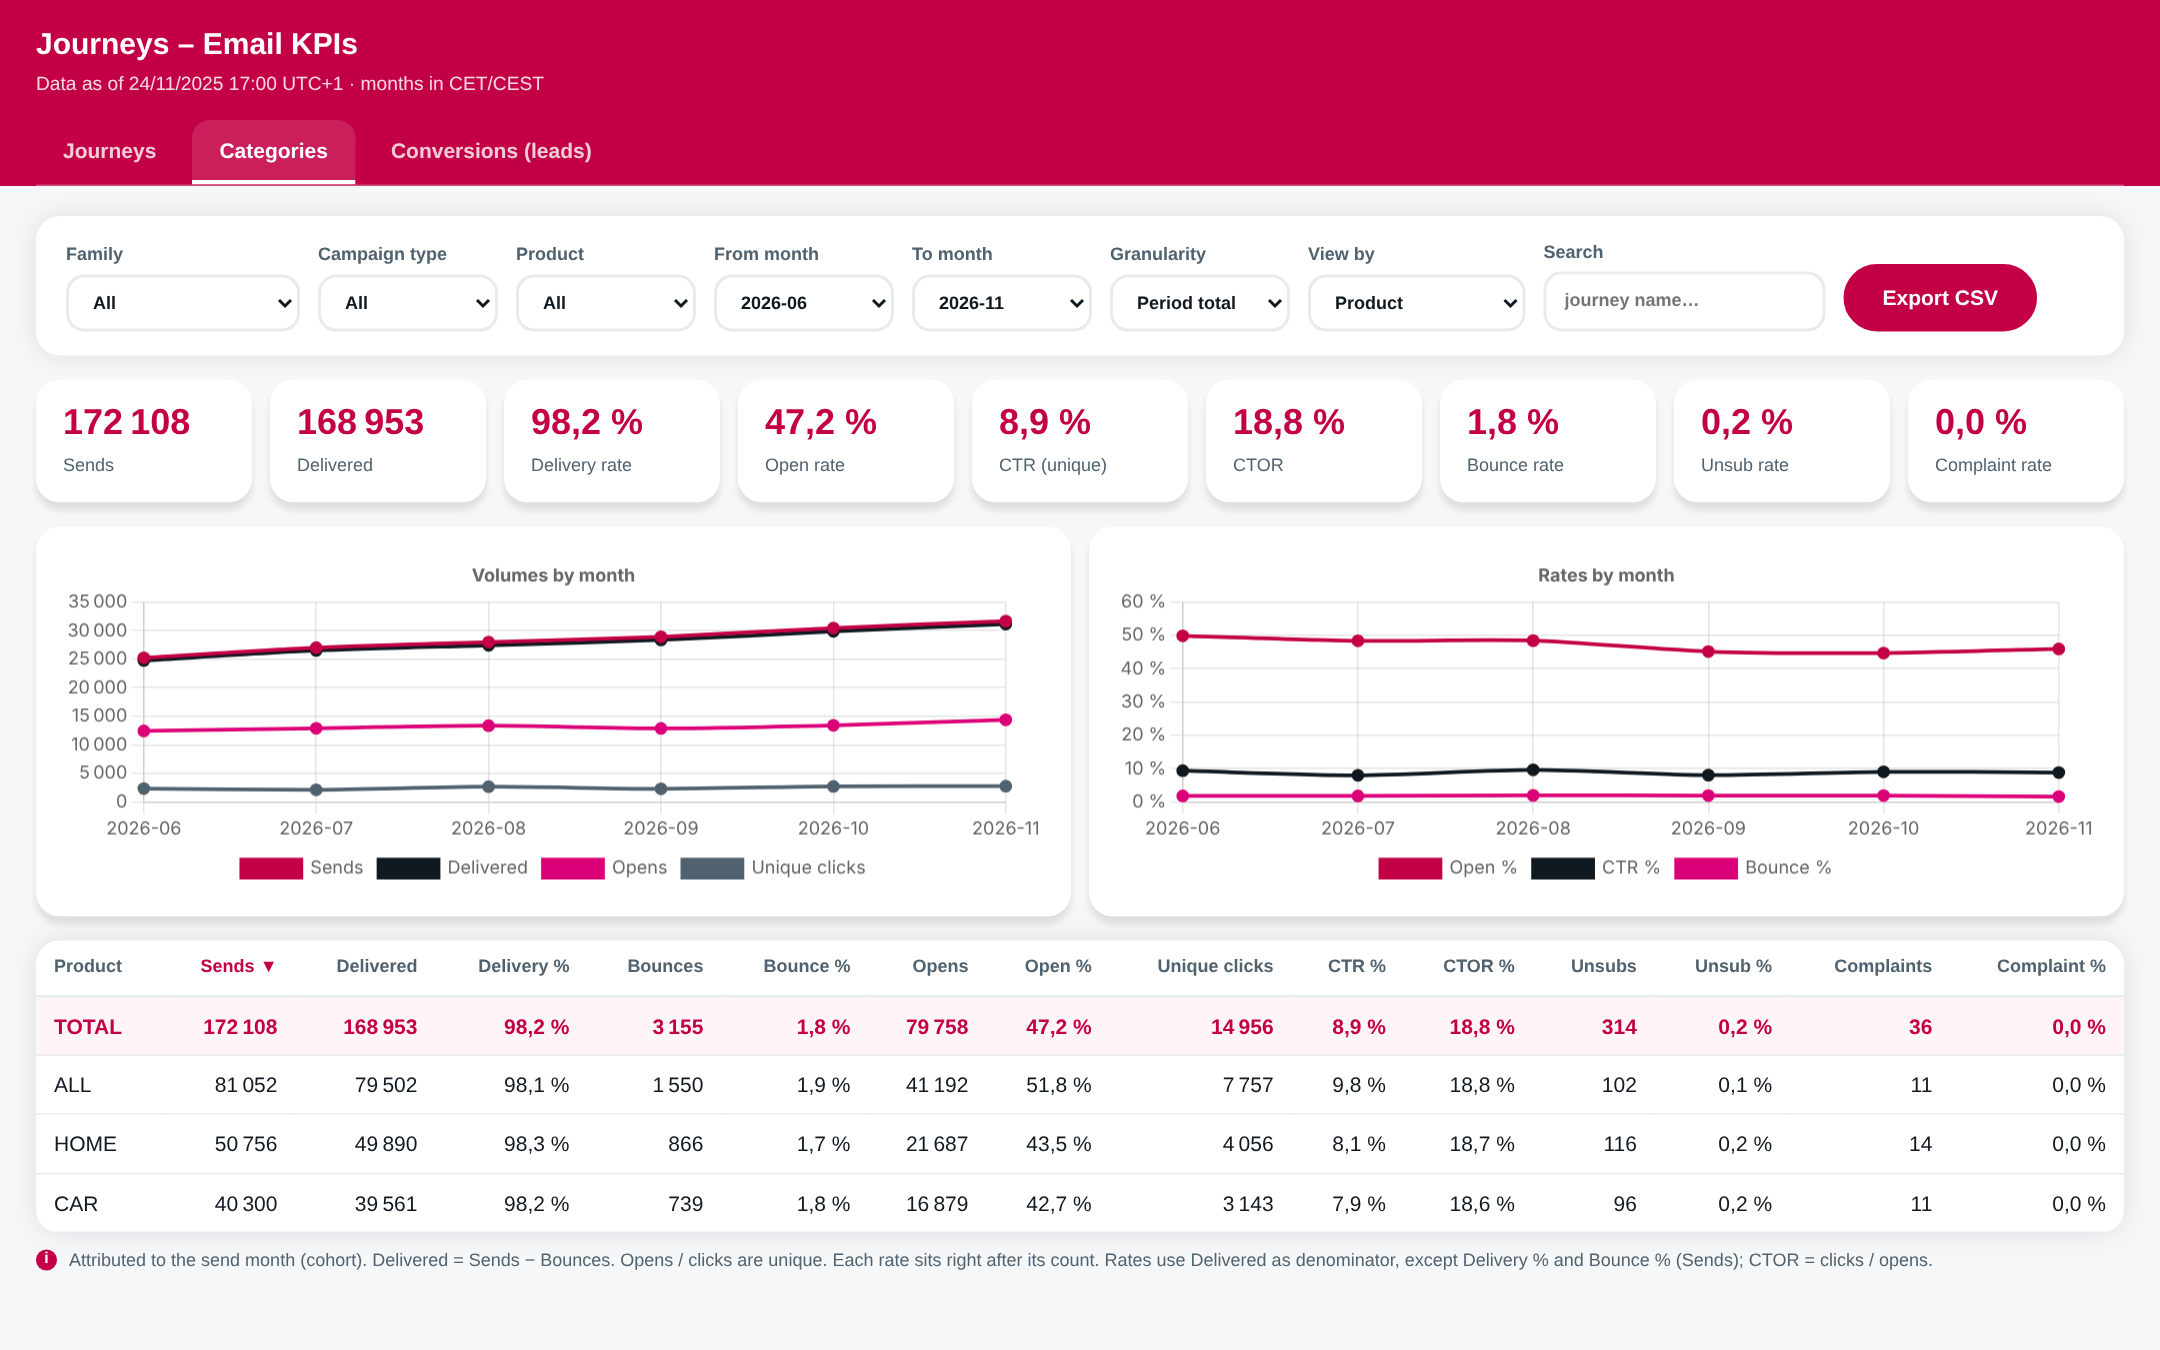 Journeys – Email KPIs
Data as of 24/11/2025 17:00 UTC+1 · months in CET/CEST
Journeys Categories Conversions (leads)
Family Campaign type Product From month To month Granularity View by Search
All All All 2026-06 2026-11 Period total Product journey name… Export CSV
172 108 168 953 98,2 % 47,2 % 8,9 % 18,8 % 1,8 % 0,2 % 0,0 %
Sends Delivered Delivery rate Open rate CTR (unique) CTOR Bounce rate Unsub rate Complaint rate
Volumes by month
35 000
30 000
25 000
20 000
15 000
10 000
5 000
0
2026-06 2026-07 2026-08 2026-09 2026-10 2026-11
Sends Delivered Opens Unique clicks
Rates by month
60 %
50 %
40 %
30 %
20 %
10 %
0 %
2026-06 2026-07 2026-08 2026-09 2026-10 2026-11
Open % CTR % Bounce %
Product Sends ▼ Delivered Delivery % Bounces Bounce % Opens Open % Unique clicks CTR % CTOR % Unsubs Unsub % Complaints Complaint %
TOTAL 172 108 168 953 98,2 % 3 155 1,8 % 79 758 47,2 % 14 956 8,9 % 18,8 % 314 0,2 % 36 0,0 %
ALL 81 052 79 502 98,1 % 1 550 1,9 % 41 192 51,8 % 7 757 9,8 % 18,8 % 102 0,1 % 11 0,0 %
HOME 50 756 49 890 98,3 % 866 1,7 % 21 687 43,5 % 4 056 8,1 % 18,7 % 116 0,2 % 14 0,0 %
CAR 40 300 39 561 98,2 % 739 1,8 % 16 879 42,7 % 3 143 7,9 % 18,6 % 96 0,2 % 11 0,0 %
i Attributed to the send month (cohort). Delivered = Sends − Bounces. Opens / clicks are unique. Each rate sits right after its count. Rates use Delivered as denominator, except Delivery % and Bounce % (Sends); CTOR = clicks / opens.